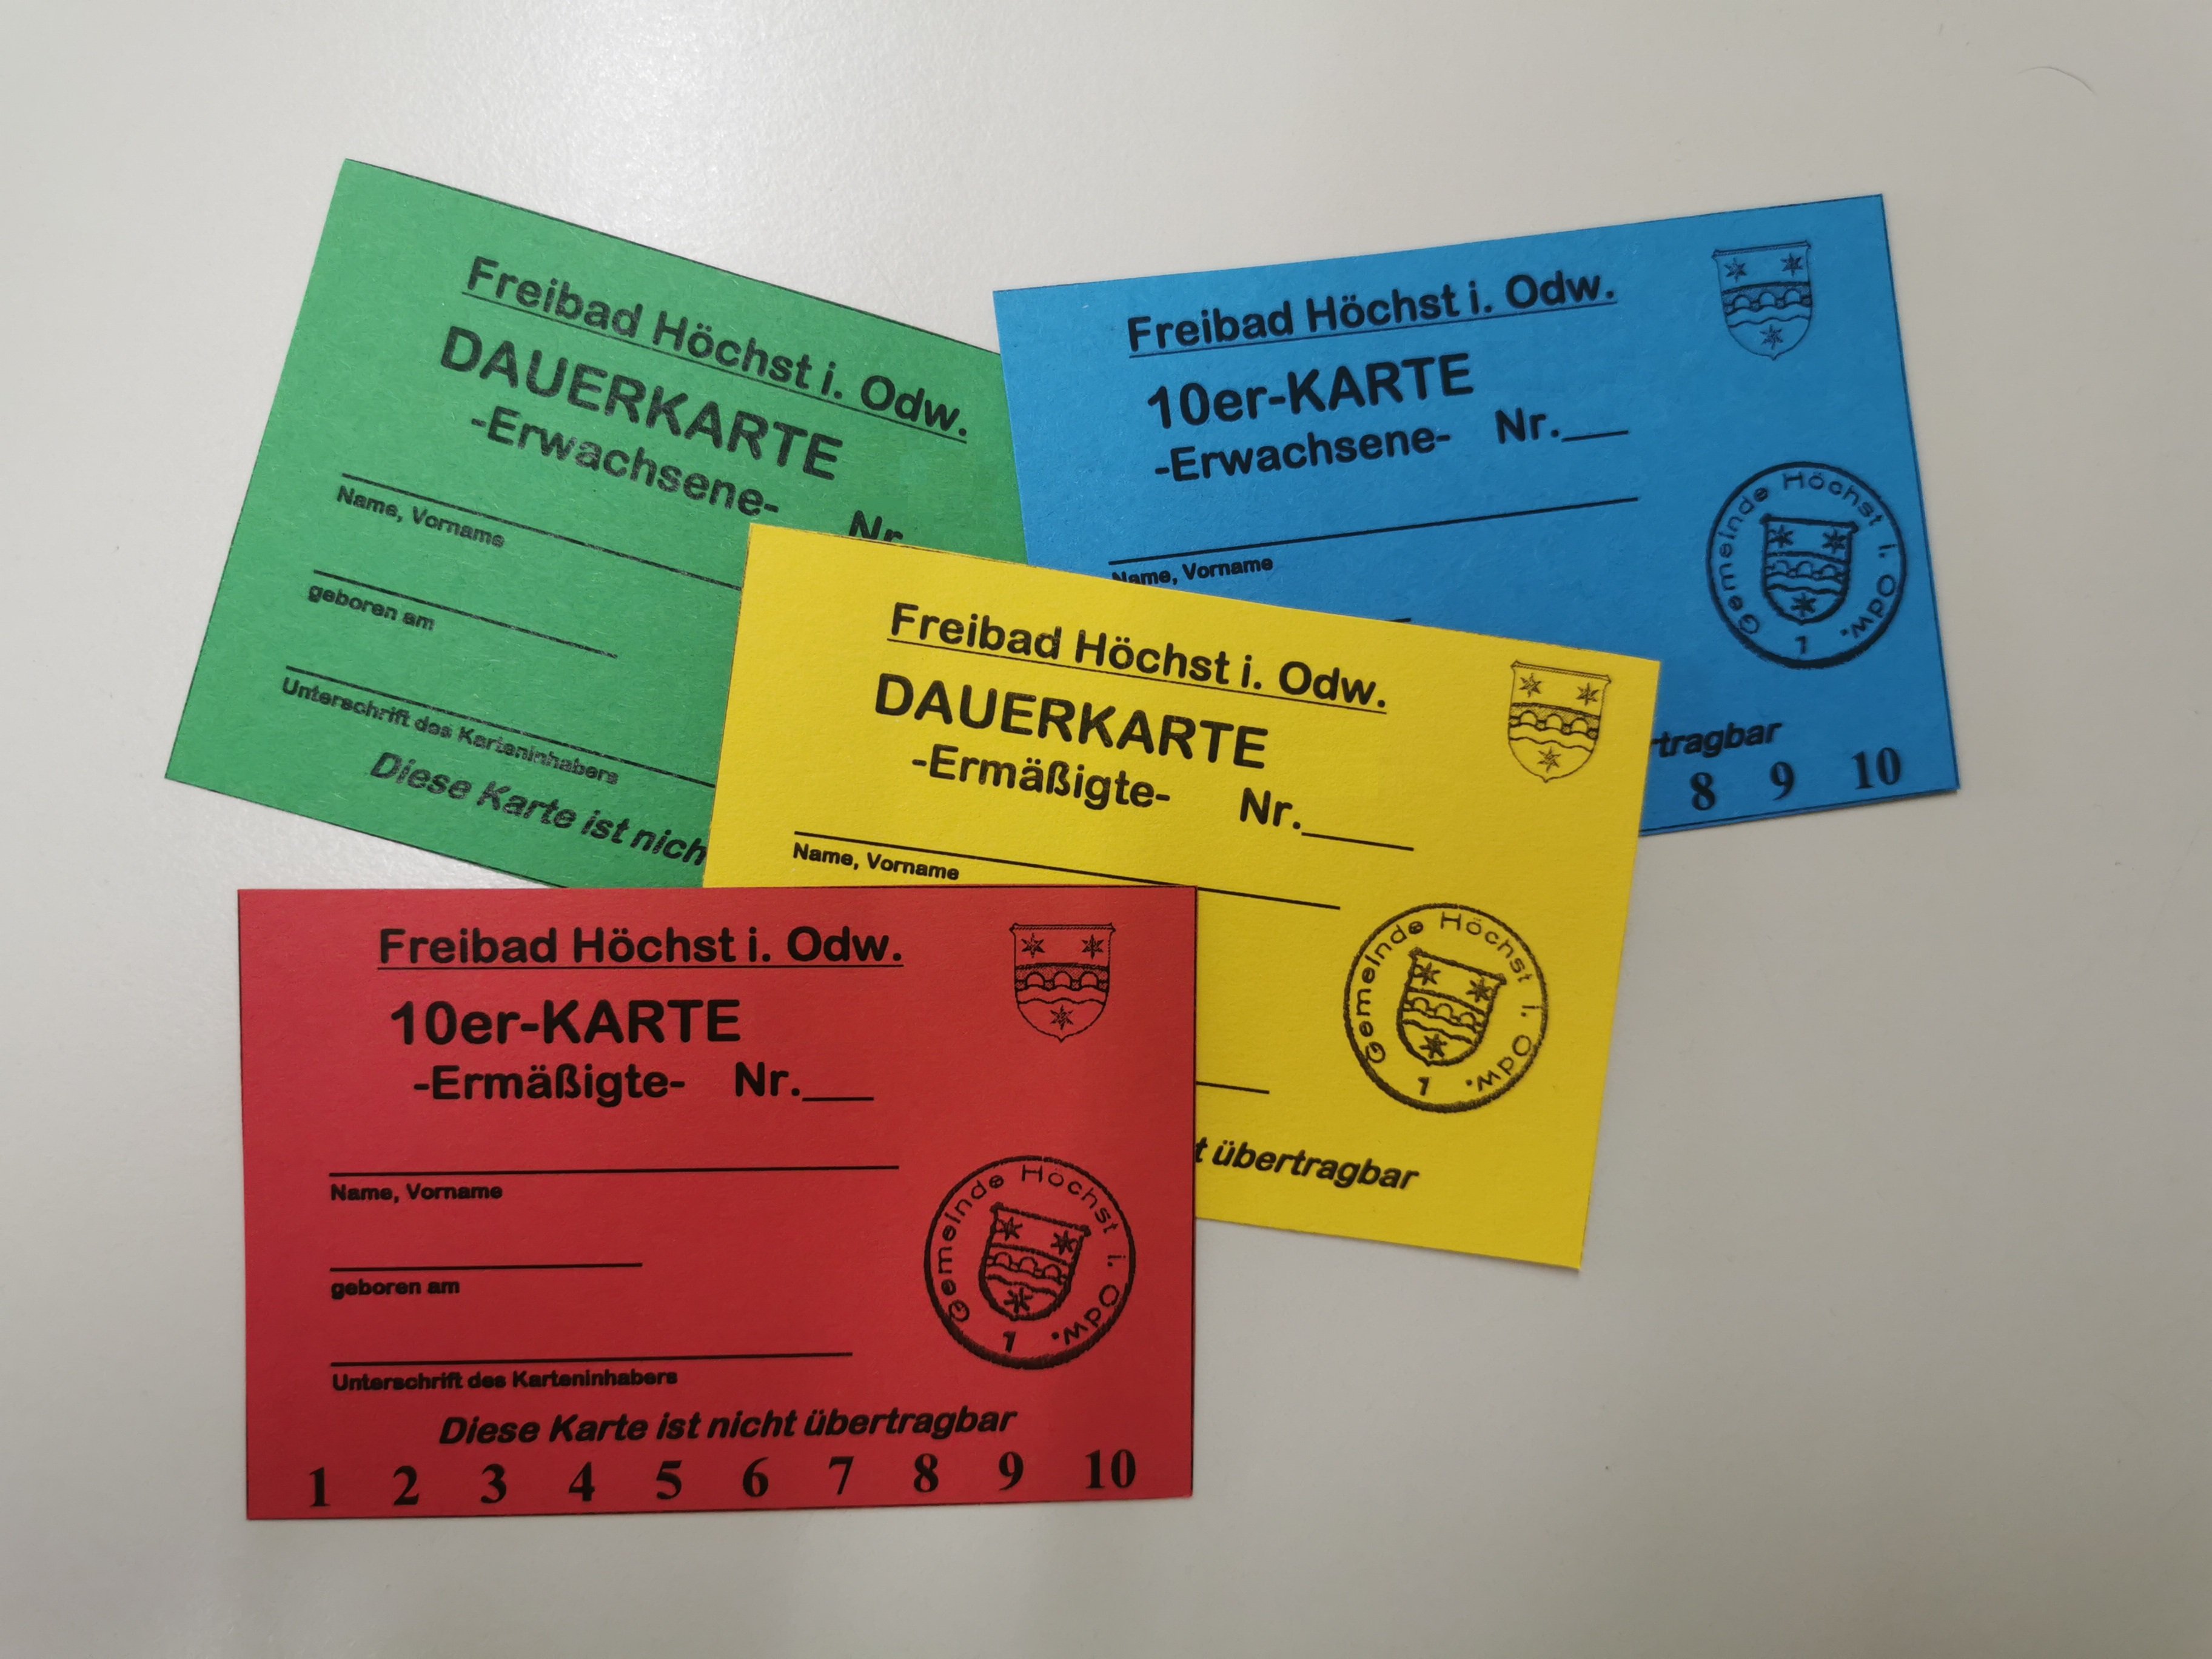 Freibad Höchst i. Odw.
DAUERKARTE
-Erwachsene- Nr.
Name, Vorname
geboren am
Unterschrift des Karteninhabers
Diese Karte ist nich
Freibad Höchst i. Odw.
10er-KARTE
-Erwachsene- Nr.___
Name, Vorname
Gemeinde Höchst i. Odw.
1
rtragbar
8 9 10
Freibad Höchst i. Odw.
DAUERKARTE
-Ermäßigte- Nr.____
Name, Vorname
Gemeinde Höchst i. Odw.
1
t übertragbar
Freibad Höchst i. Odw.
10er-KARTE
-Ermäßigte- Nr.___
Name, Vorname
geboren am
Unterschrift des Karteninhabers
Gemeinde Höchst i. Odw.
1
Diese Karte ist nicht übertragbar
1 2 3 4 5 6 7 8 9 10